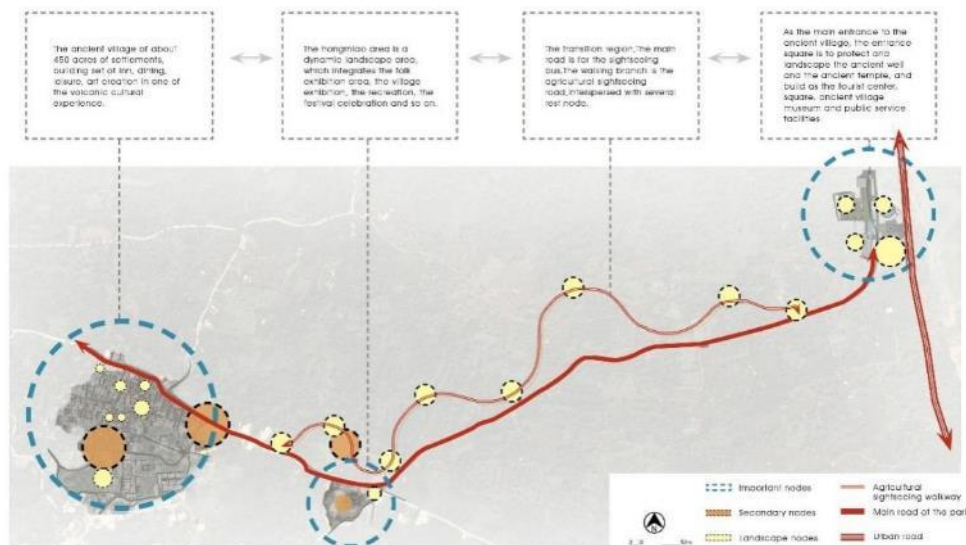 The ancient village of about
450 acres of settlements,
building set of inn, dining,
leisure, art creation in one of
the volcanic cultural
experience.
The hongmiao area is a
dynamic landscape area,
which integrates the folk
exhibition area, the village
exhibition, the recreation, the
festival celebration and so on.
The transition region, The main
road is for the sightseeing
bus, The walking branch is the
agricultural sightseeing
road, interspersed with several
rest node.
As the main entrance to the
ancient village, the entrance
square is to protect and
landscape the ancient well
and the ancient temple, and
build as the tourist center,
square, ancient village
museum and public service
facilities
Important nodes
Secondary nodes
Landscape nodes
Agricultural
sightseeing walkway
Main road of the park
Urban road